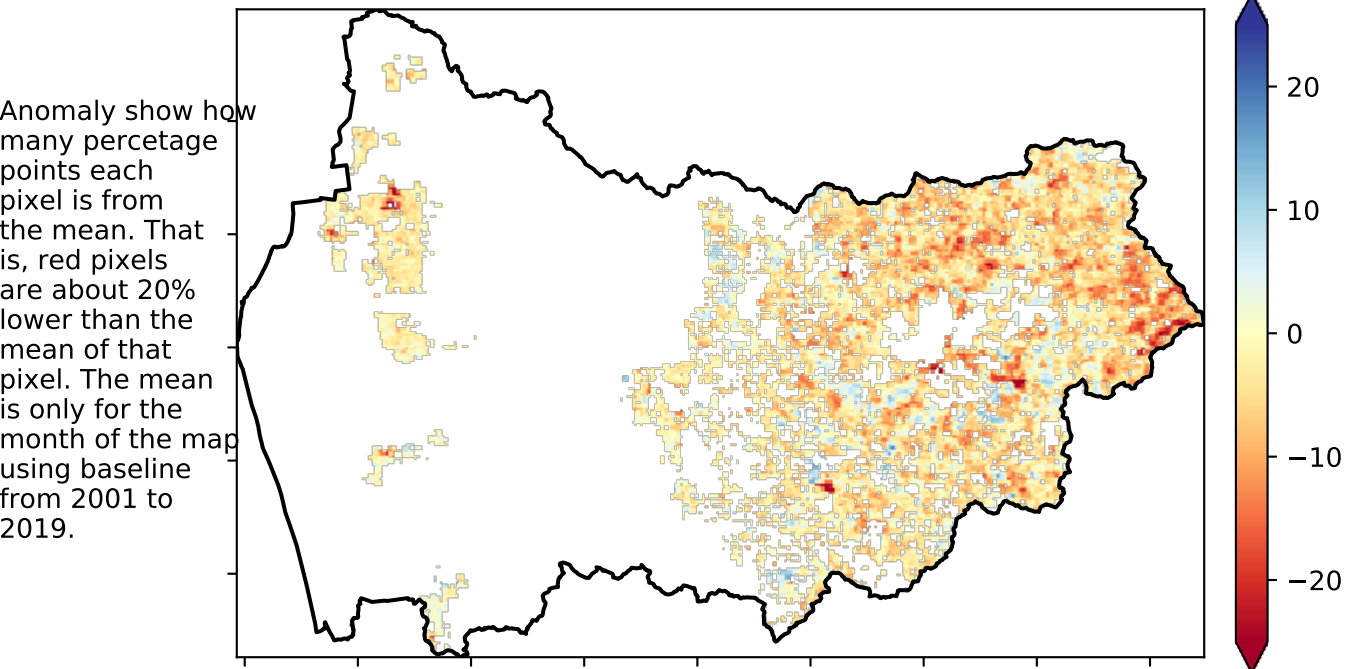 Anomaly show how
many percetage
points each
pixel is from
the mean. That
is, red pixels
are about 20%
lower than the
mean of that
pixel. The mean
is only for the
month of the map
using baseline
from 2001 to
2019.
20
10
0
−10
−20